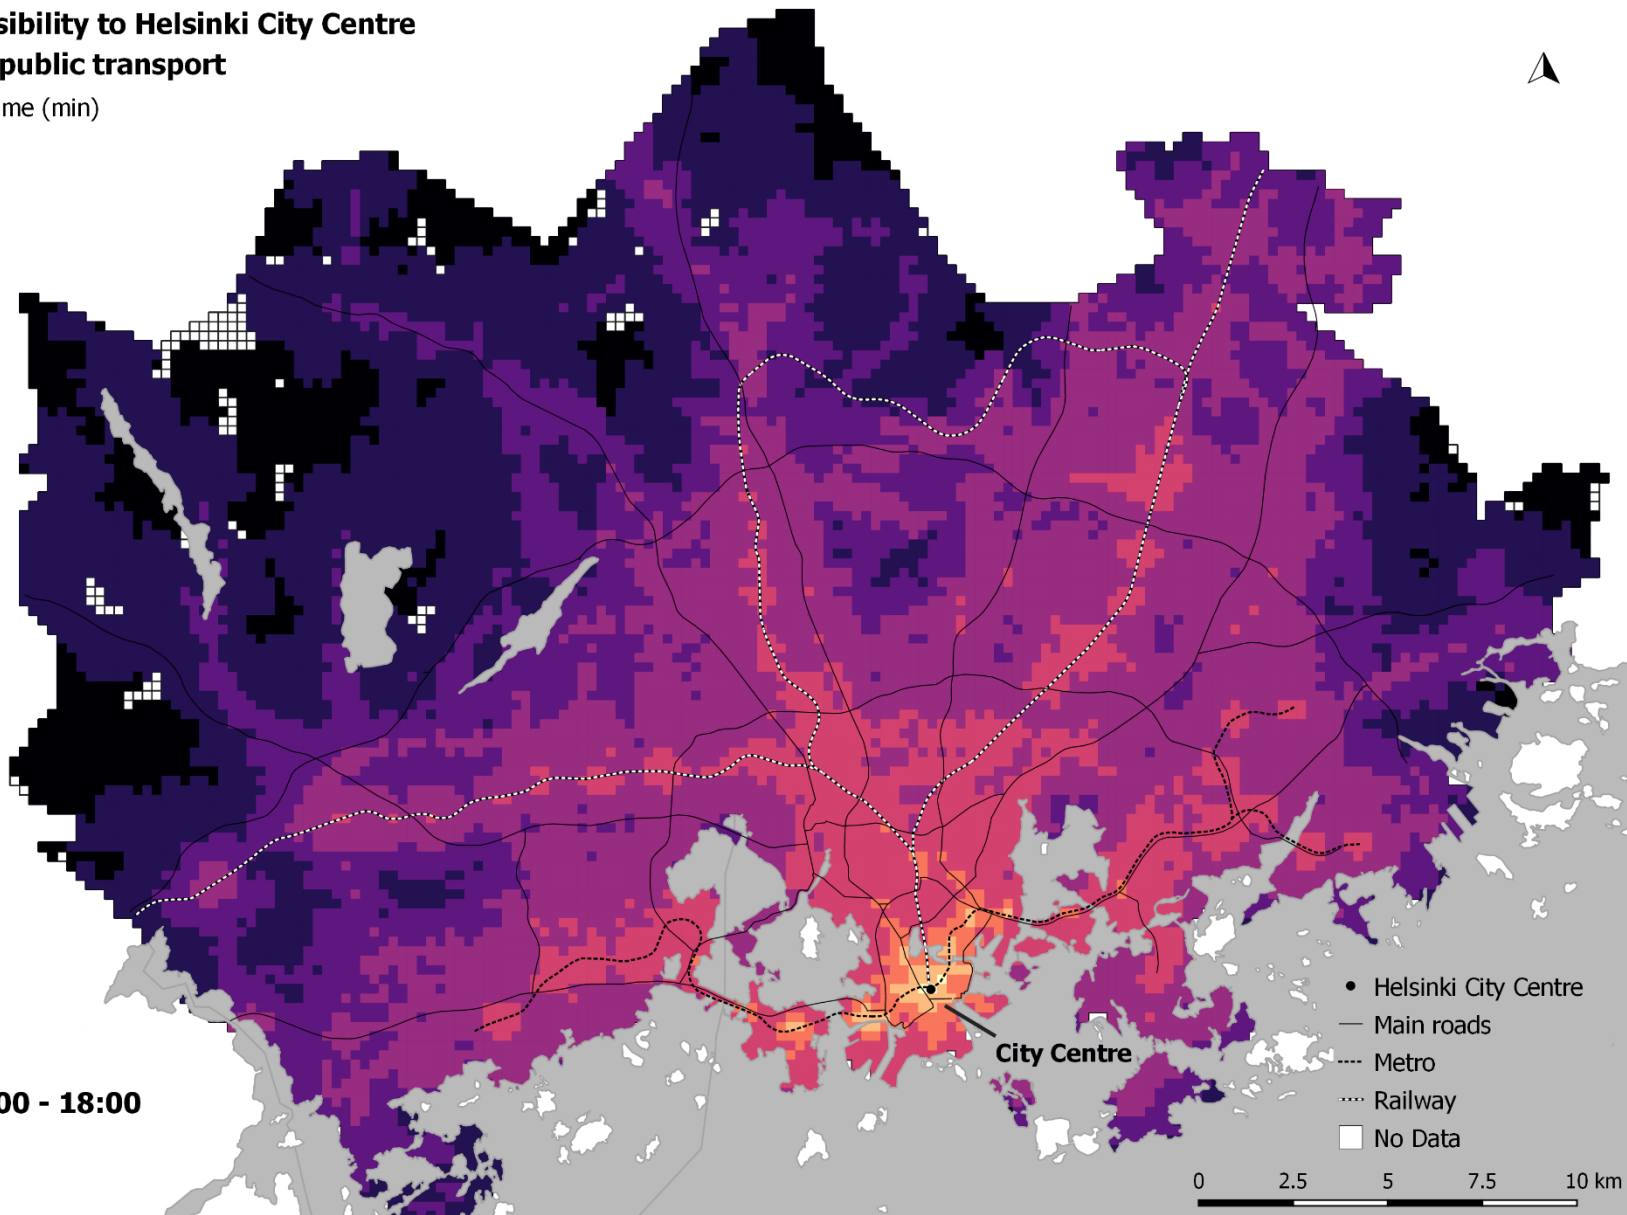 sibility to Helsinki City Centre
public transport
me (min)
Helsinki City Centre
Main roads
City Centre
Metro
Railway
00 - 18:00
No Data
0 2.5 5 7.5 10 km